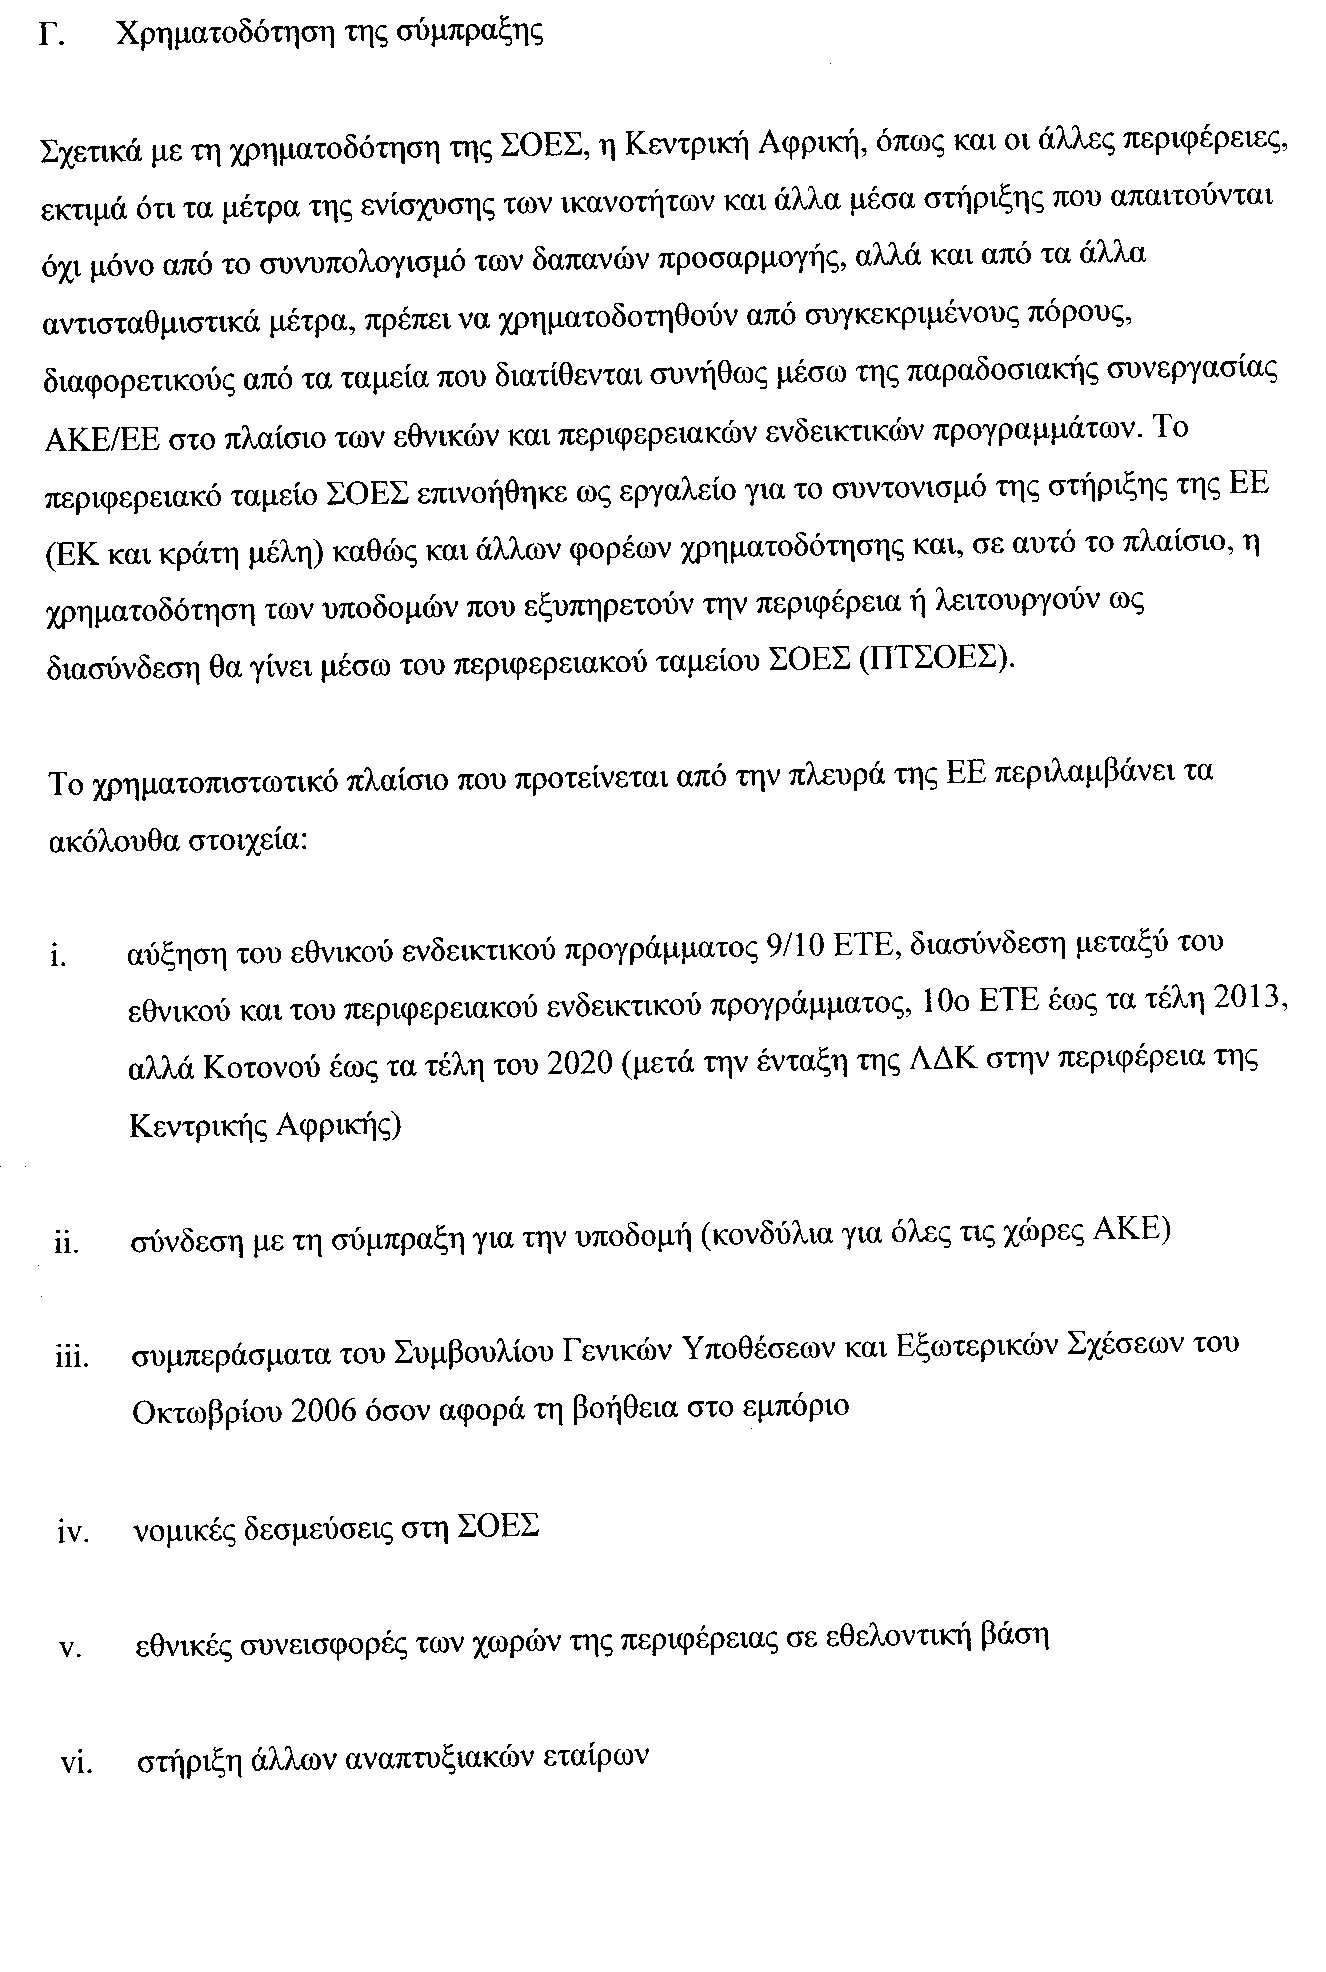 Γ. Χρηματοδότηση της σύμπραξης
Σχετικά με τη χρηματοδότηση της ΣΟΕΣ, η Κεντρική Αφρική, όπως και οι άλλες περιφέρειες,
εκτιμά ότι τα μέτρα της ενίσχυσης των ικανοτήτων και άλλα μέσα στήριξης που απαιτούνται
όχι μόνο από το συνυπολογισμό των δαπανών προσαρμογής, αλλά και από τα άλλα
αντισταθμιστικά μέτρα, πρέπει να χρηματοδοτηθούν από συγκεκριμένους πόρους,
διαφορετικούς από τα ταμεία που διατίθενται συνήθως μέσω της παραδοσιακής συνεργασίας
ΑΚΕ/ΕΕ στο πλαίσιο των εθνικών και περιφερειακών ενδεικτικών προγραμμάτων. Το
περιφερειακό ταμείο ΣΟΕΣ επινοήθηκε ως εργαλείο για το συντονισμό της στήριξης της ΕΕ
(ΕΚ και κράτη μέλη) καθώς και άλλων φορέων χρηματοδότησης και, σε αυτό το πλαίσιο, η
χρηματοδότηση των υποδομών που εξυπηρετούν την περιφέρεια ή λειτουργούν ως
διασύνδεση θα γίνει μέσω του περιφερειακού ταμείου ΣΟΕΣ (ΠΤΣΟΕΣ).
Το χρηματοπιστωτικό πλαίσιο που προτείνεται από την πλευρά της ΕΕ περιλαμβάνει τα
ακόλουθα στοιχεία:
i. αύξηση του εθνικού ενδεικτικού προγράμματος 9/10 ΕΤΕ, διασύνδεση μεταξύ του
εθνικού και του περιφερειακού ενδεικτικού προγράμματος, 10ο ΕΤΕ έως τα τέλη 2013,
αλλά Κοτονού έως τα τέλη του 2020 (μετά την ένταξη της ΛΔΚ στην περιφέρεια της
Κεντρικής Αφρικής)
ii. σύνδεση με τη σύμπραξη για την υποδομή (κονδύλια για όλες τις χώρες ΑΚΕ)
iii. συμπεράσματα του Συμβουλίου Γενικών Υποθέσεων και Εξωτερικών Σχέσεων του
Οκτωβρίου 2006 όσον αφορά τη βοήθεια στο εμπόριο
iv. νομικές δεσμεύσεις στη ΣΟΕΣ
v. εθνικές συνεισφορές των χωρών της περιφέρειας σε εθελοντική βάση
vi. στήριξη άλλων αναπτυξιακών εταίρων